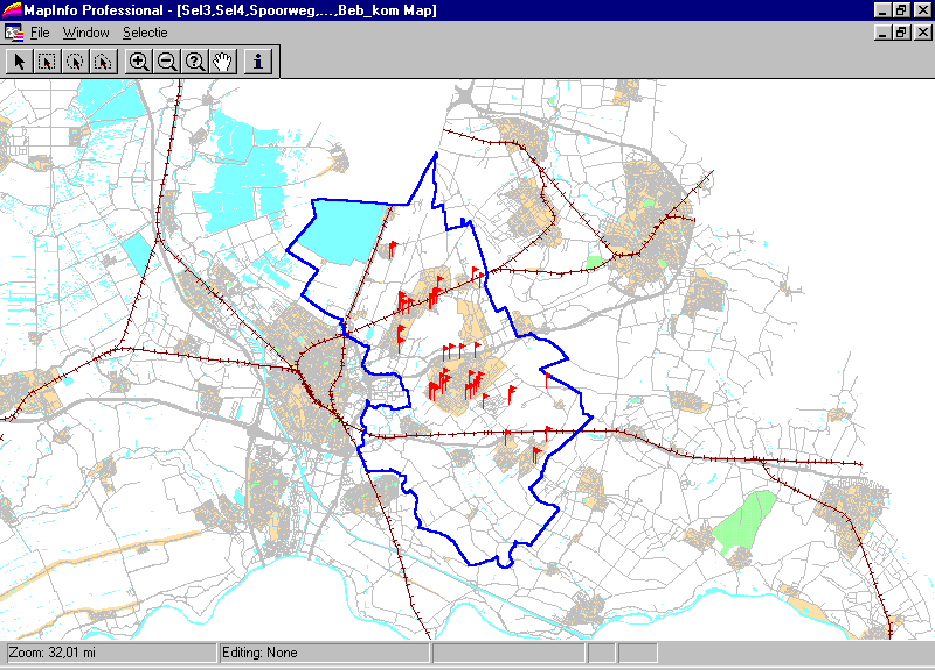 MapInfo Professional - [Sel3,Sel4,Spoorweg,...,Beb_kom Map]
File Window Selectie
Zoom: 32,01 mi
Editing: None